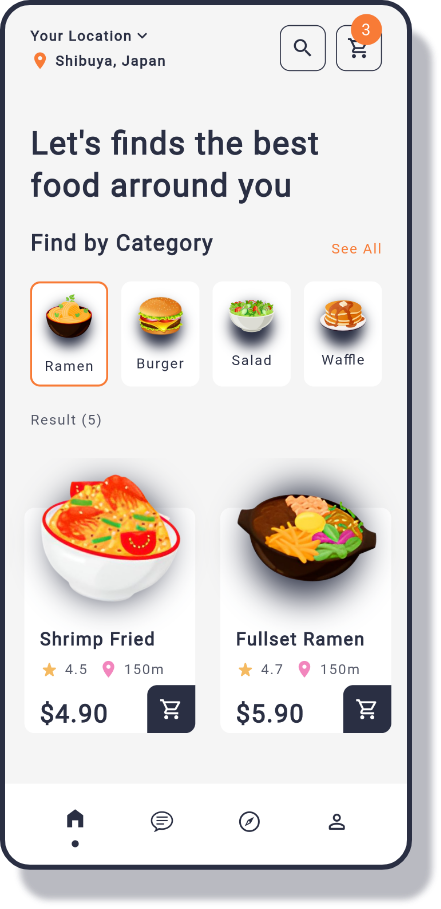 Your Location
3
Shibuya, Japan
Let's finds the best
food arround you
Find by Category
See All
Ramen
Burger
Salad
Waffle
Result (5)
Shrimp Fried
Fullset Ramen
4.5
150m
4.7
150m
$4.90
$5.90